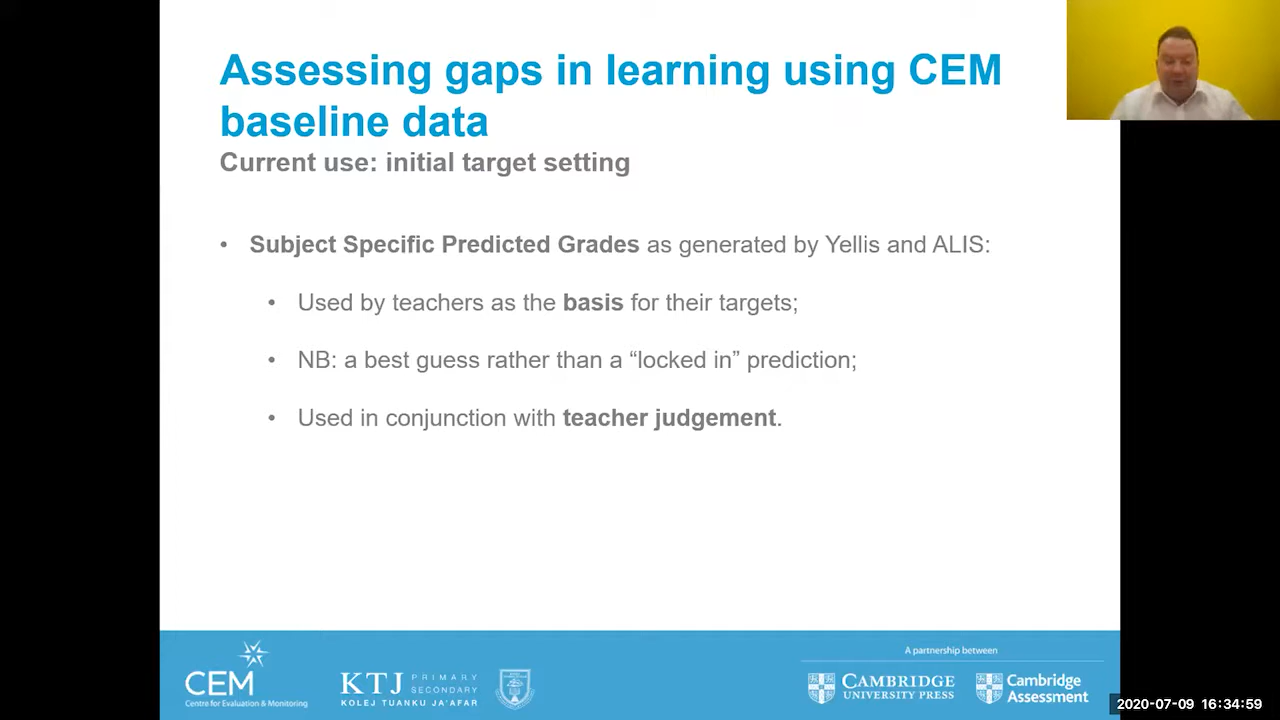 Assessing gaps in learning using CEM
baseline data
Current use: initial target setting
• Subject Specific Predicted Grades as generated by Yellis and ALIS:
• Used by teachers as the basis for their targets;
• NB: a best guess rather than a “locked in” prediction;
• Used in conjunction with teacher judgement.
CEM
Centre for Evaluation & Monitoring
KTJ PRIMARY
SECONDARY
KOLEJ TUANKU JA'AFAR
A partnership between
CAMBRIDGE
UNIVERSITY PRESS
Cambridge
Assessment
2020-07-09 16:34:59